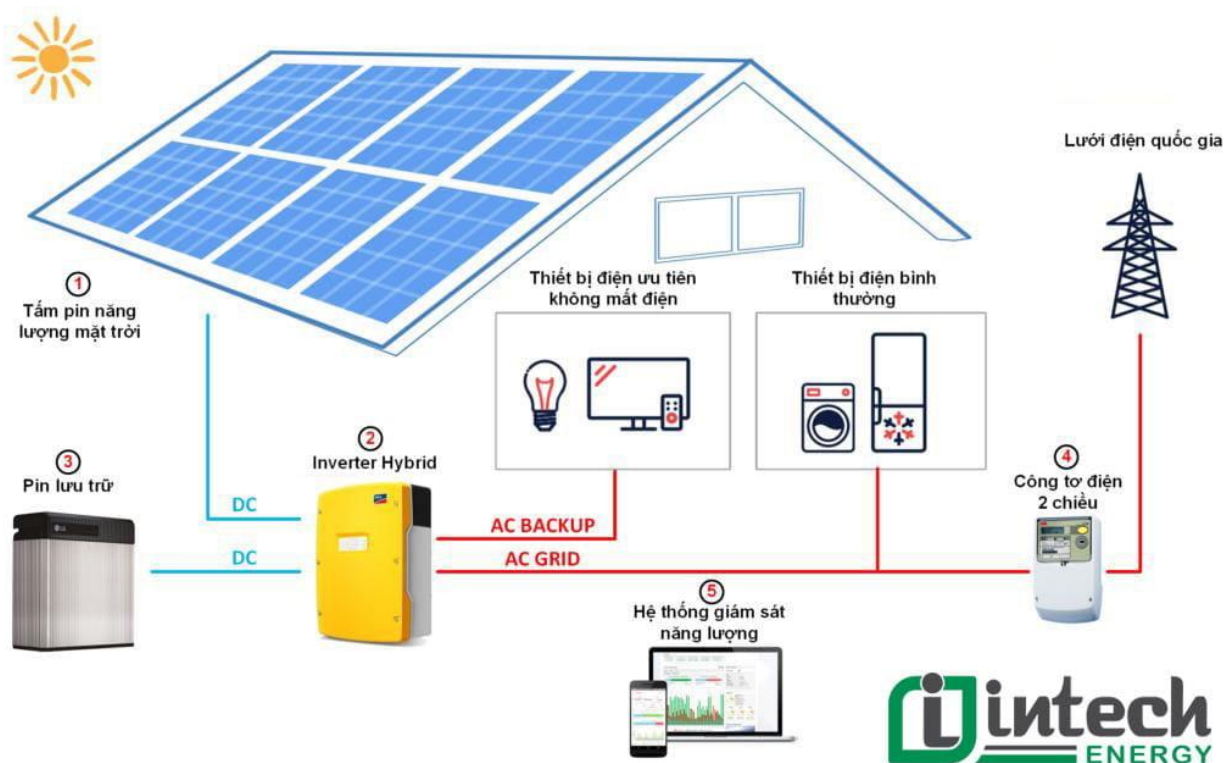 Lưới điện quốc gia
①
Tấm pin năng
lượng mặt trời
Thiết bị điện ưu tiên
không mất điện
Thiết bị điện bình
thường
②
Inverter Hybrid
③
Pin lưu trữ
④
Công tơ điện
2 chiều
DC
AC BACKUP
DC
AC GRID
⑤
Hệ thống giám sát
năng lượng
intech
ENERGY